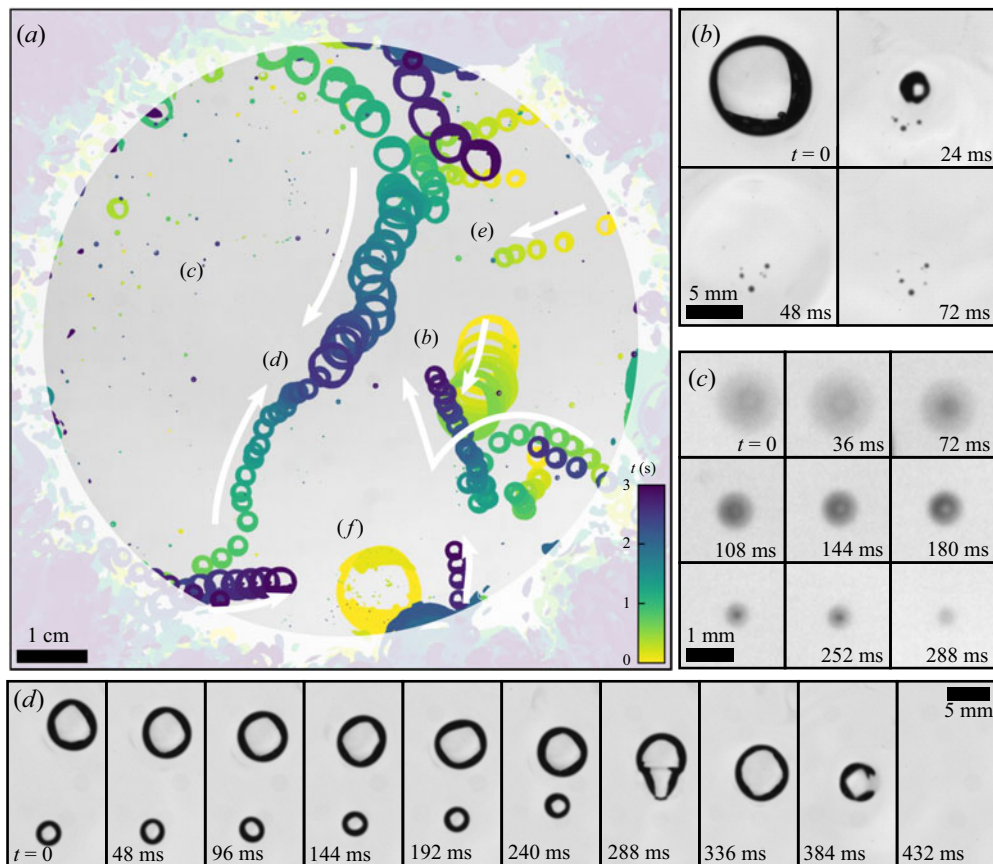 (a)
(c)
(e)
(b)
(d)
(f)
t (s)
3
2
1
0
1 cm
(b)
t = 0
24 ms
5 mm
48 ms
72 ms
(c)
t = 0
36 ms
72 ms
108 ms
144 ms
180 ms
1 mm
252 ms
288 ms
(d)
5 mm
t = 0
48 ms
96 ms
144 ms
192 ms
240 ms
288 ms
336 ms
384 ms
432 ms